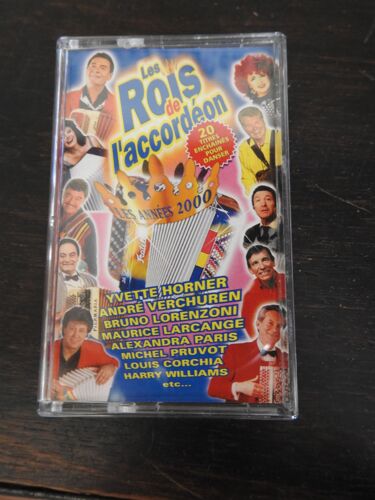 Les
Rois
de
l'accordéon
20
TITRES
ENCHAINÉS
POUR
DANSER
LES ANNÉES 2000
YVETTE HORNER
ANDRÉ VERCHUREN
BRUNO LORENZONI
MAURICE LARCANGE
ALEXANDRA PARIS
MICHEL PRUVOT
LOUIS CORCHIA
HARRY WILLIAMS
etc...